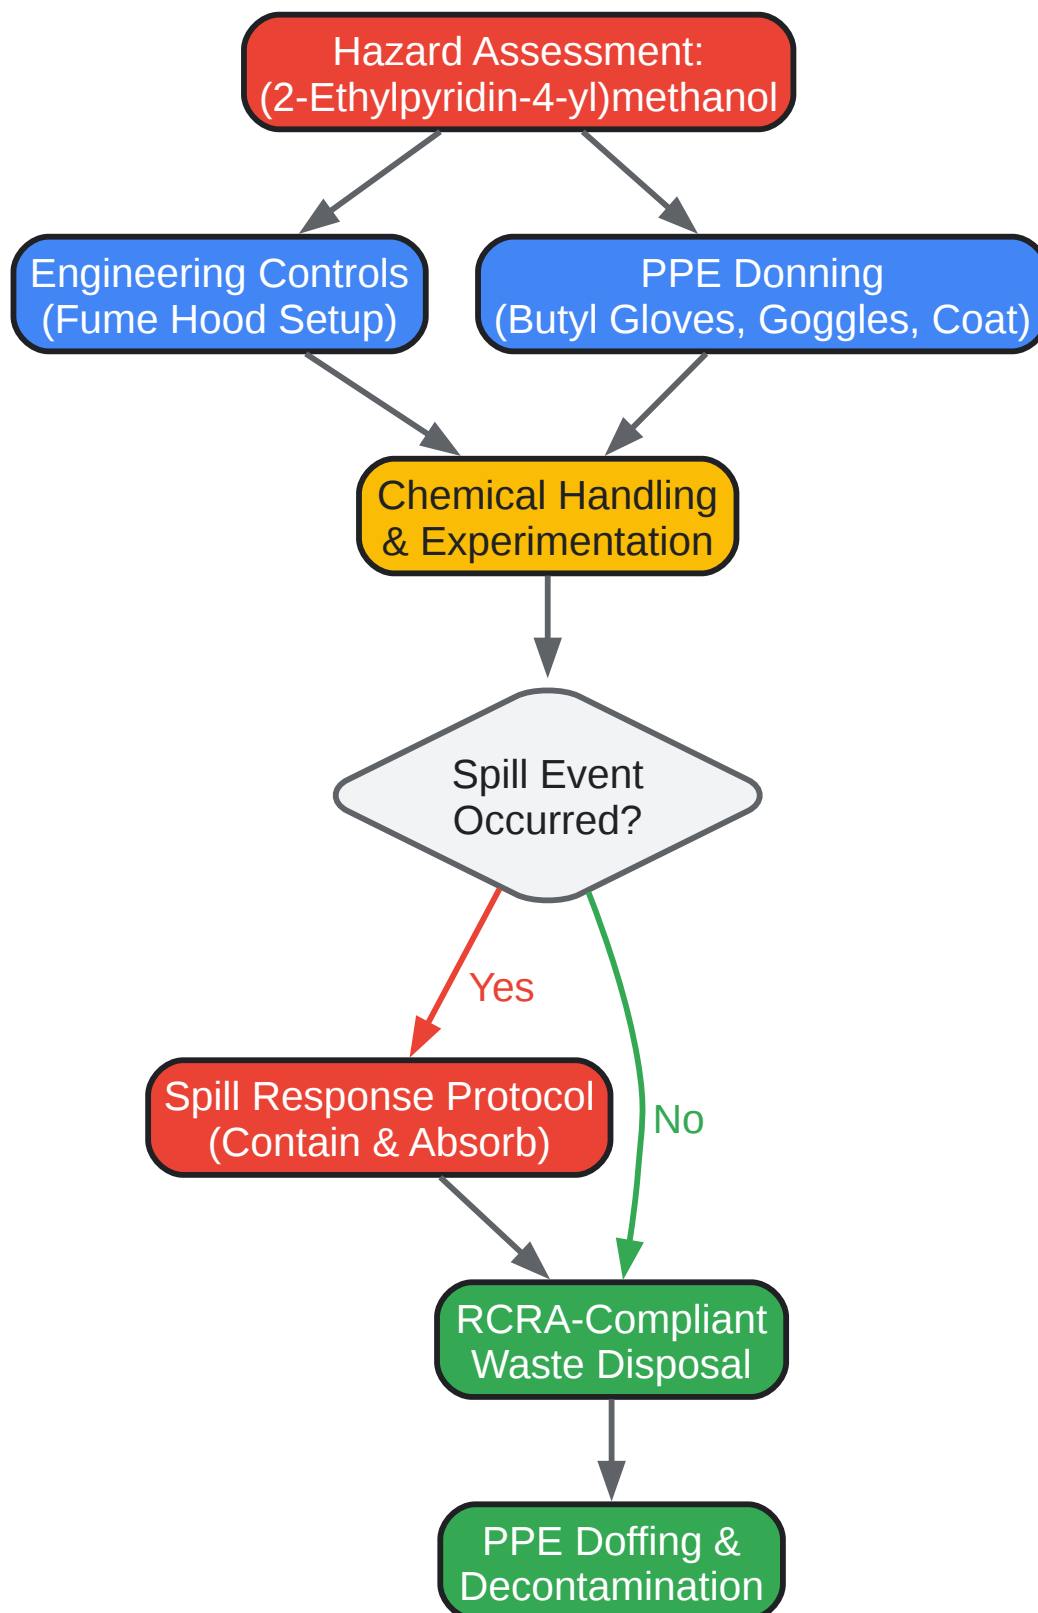 Hazard Assessment:
(2-Ethylpyridin-4-yl)methanol
Engineering Controls
(Fume Hood Setup)
PPE Donning
(Butyl Gloves, Goggles, Coat)
Chemical Handling
& Experimentation
Spill Event
Occurred?
Yes
Spill Response Protocol
(Contain & Absorb)
No
RCRA-Compliant
Waste Disposal
PPE Doffing &
Decontamination